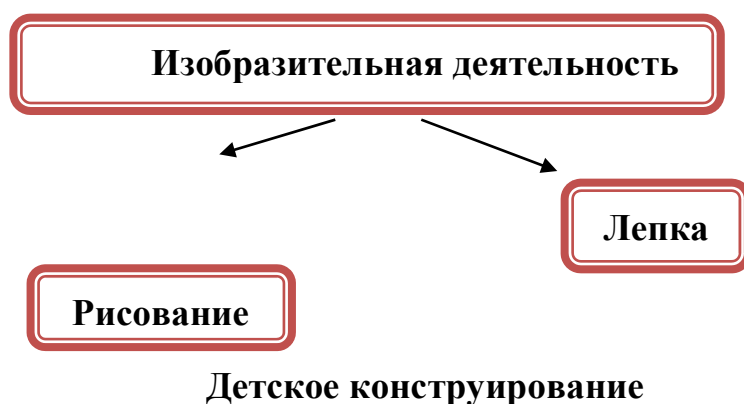 Изобразительная деятельность
Лепка
Рисование
Детское конструирование